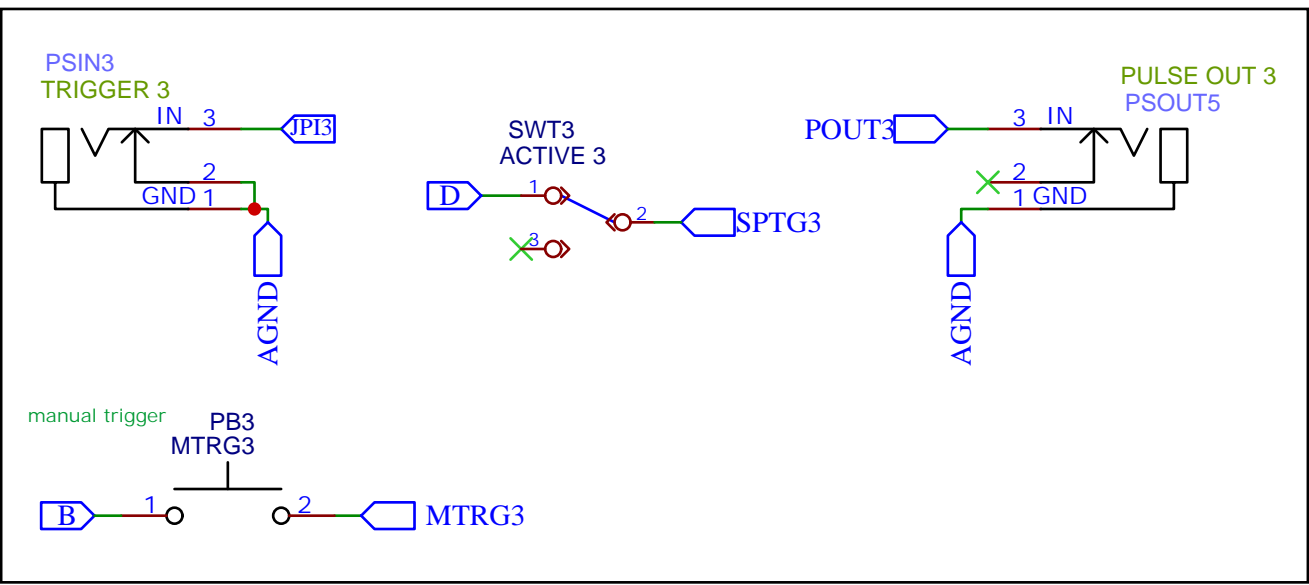 PSIN3
TRIGGER 3
IN 3
JPI3
2
GND 1
AGND
SWT3
ACTIVE 3
D
1
2
SPTG3
3
PULSE OUT 3
PSOUT5
POUT3
3 IN
2
1 GND
AGND
manual trigger
PB3
MTRG3
B
1
2
MTRG3